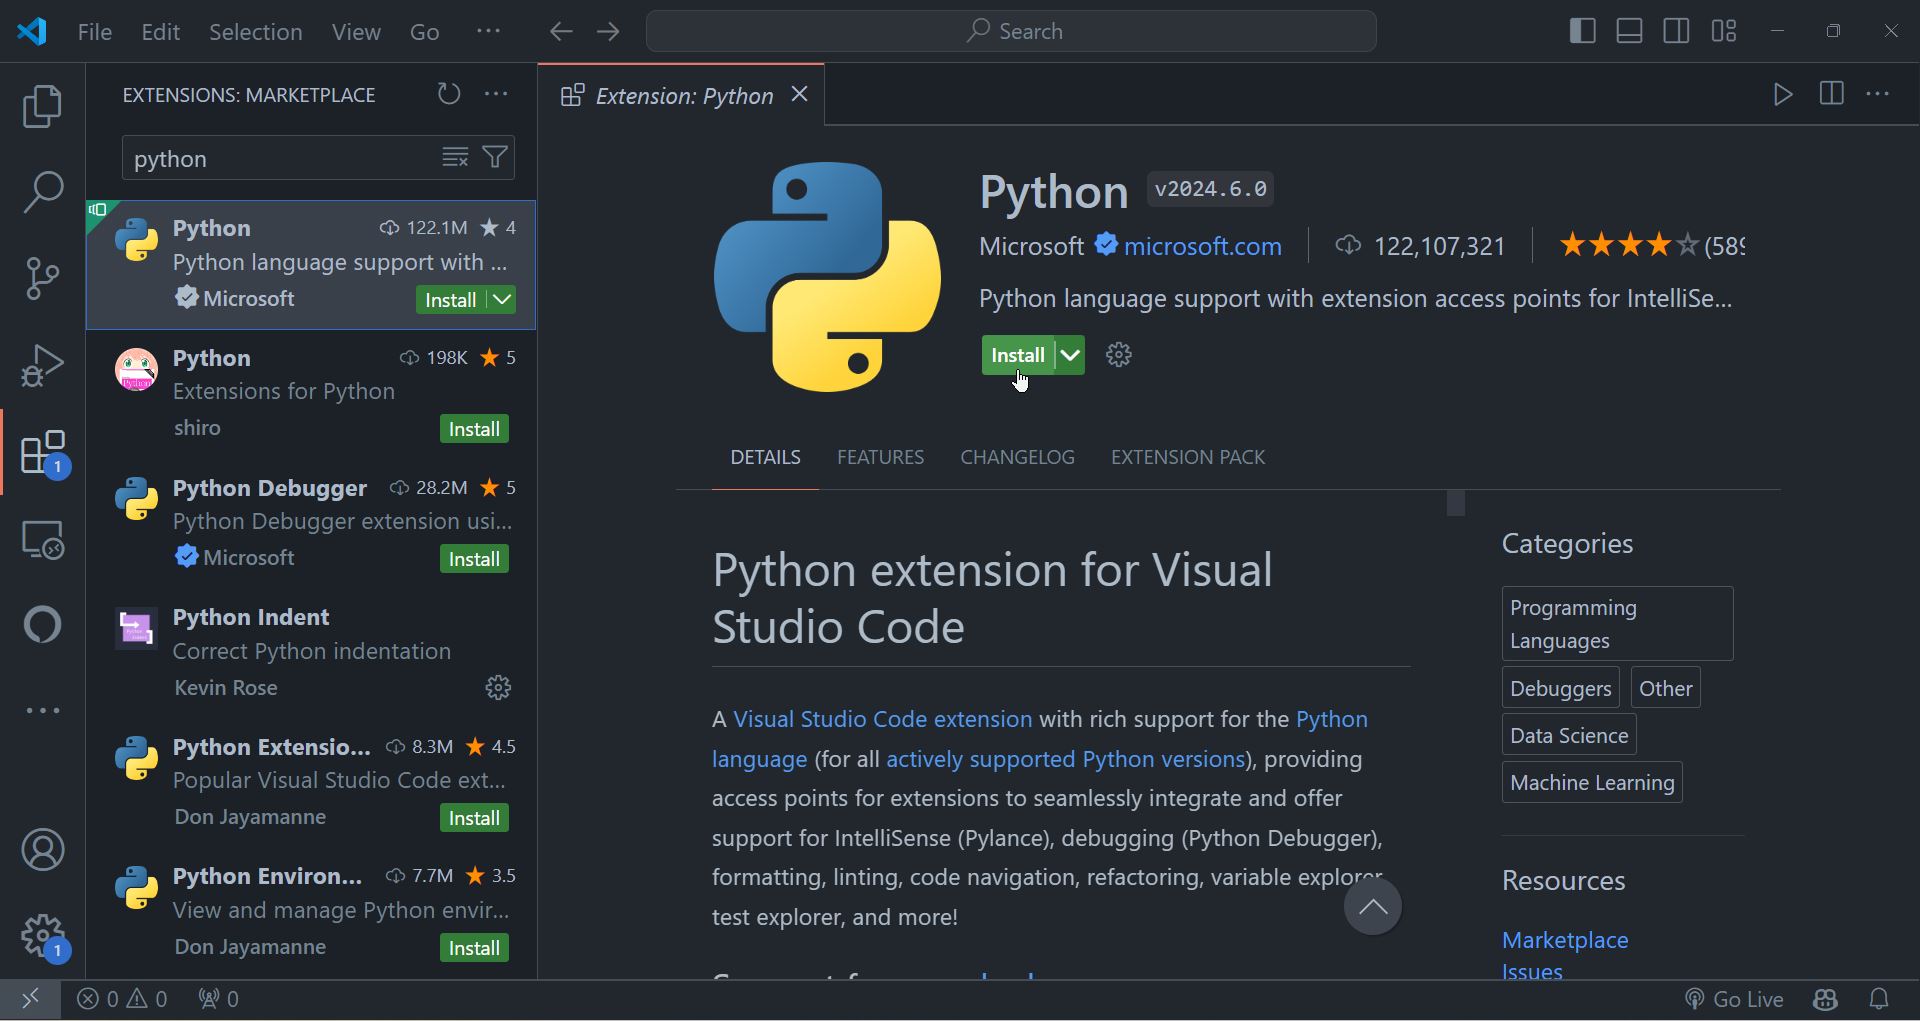 File Edit Selection View Go ··· Search
EXTENSIONS: MARKETPLACE
python
Python 122.1M 4
Python language support with ...
Microsoft Install
Python 198K 5
Extensions for Python
shiro Install
Python Debugger 28.2M 5
Python Debugger extension usi...
Microsoft Install
Python Indent
Correct Python indentation
Kevin Rose
Python Extensio... 8.3M 4.5
Popular Visual Studio Code ext...
Don Jayamanne Install
Python Environ... 7.7M 3.5
View and manage Python envir...
Don Jayamanne Install
1
1
Extension: Python
Python v2024.6.0
Microsoft microsoft.com 122,107,321 (589
Python language support with extension access points for IntelliSe...
Install
DETAILS FEATURES CHANGELOG EXTENSION PACK
Python extension for Visual
Studio Code
A Visual Studio Code extension with rich support for the Python
language (for all actively supported Python versions), providing
access points for extensions to seamlessly integrate and offer
support for IntelliSense (Pylance), debugging (Python Debugger),
formatting, linting, code navigation, refactoring, variable explorer,
test explorer, and more!
Categories
Programming
Languages
Debuggers Other
Data Science
Machine Learning
Resources
Marketplace
Issues
0 0 0 Go Live